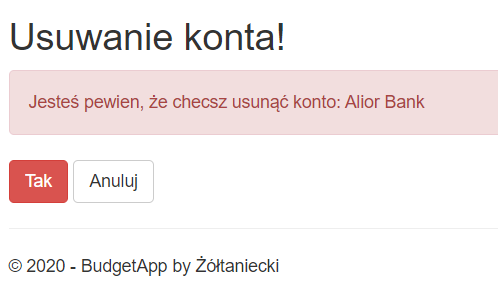 Usuwanie konta!
Jesteś pewien, że checsz usunąć konto: Alior Bank
Tak Anuluj
© 2020 - BudgetApp by Żółtaniecki